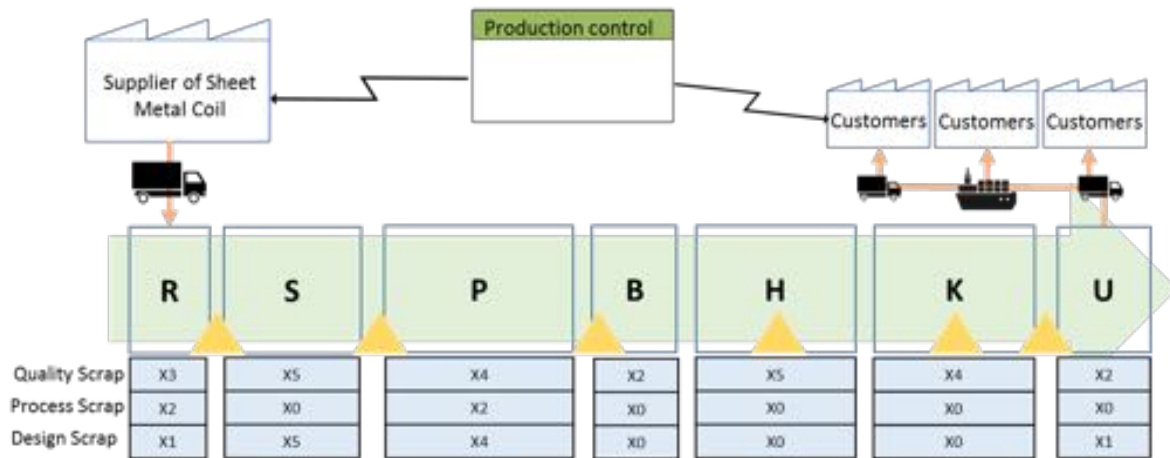 Production control
Supplier of Sheet
Metal Coil
Customers Customers Customers
R S P B H K U
Quality Scrap X3 X5 X4 X2 X5 X4 X2
Process Scrap X2 X0 X2 X0 X0 X0 X0
Design Scrap X1 X5 X4 X0 X0 X0 X1